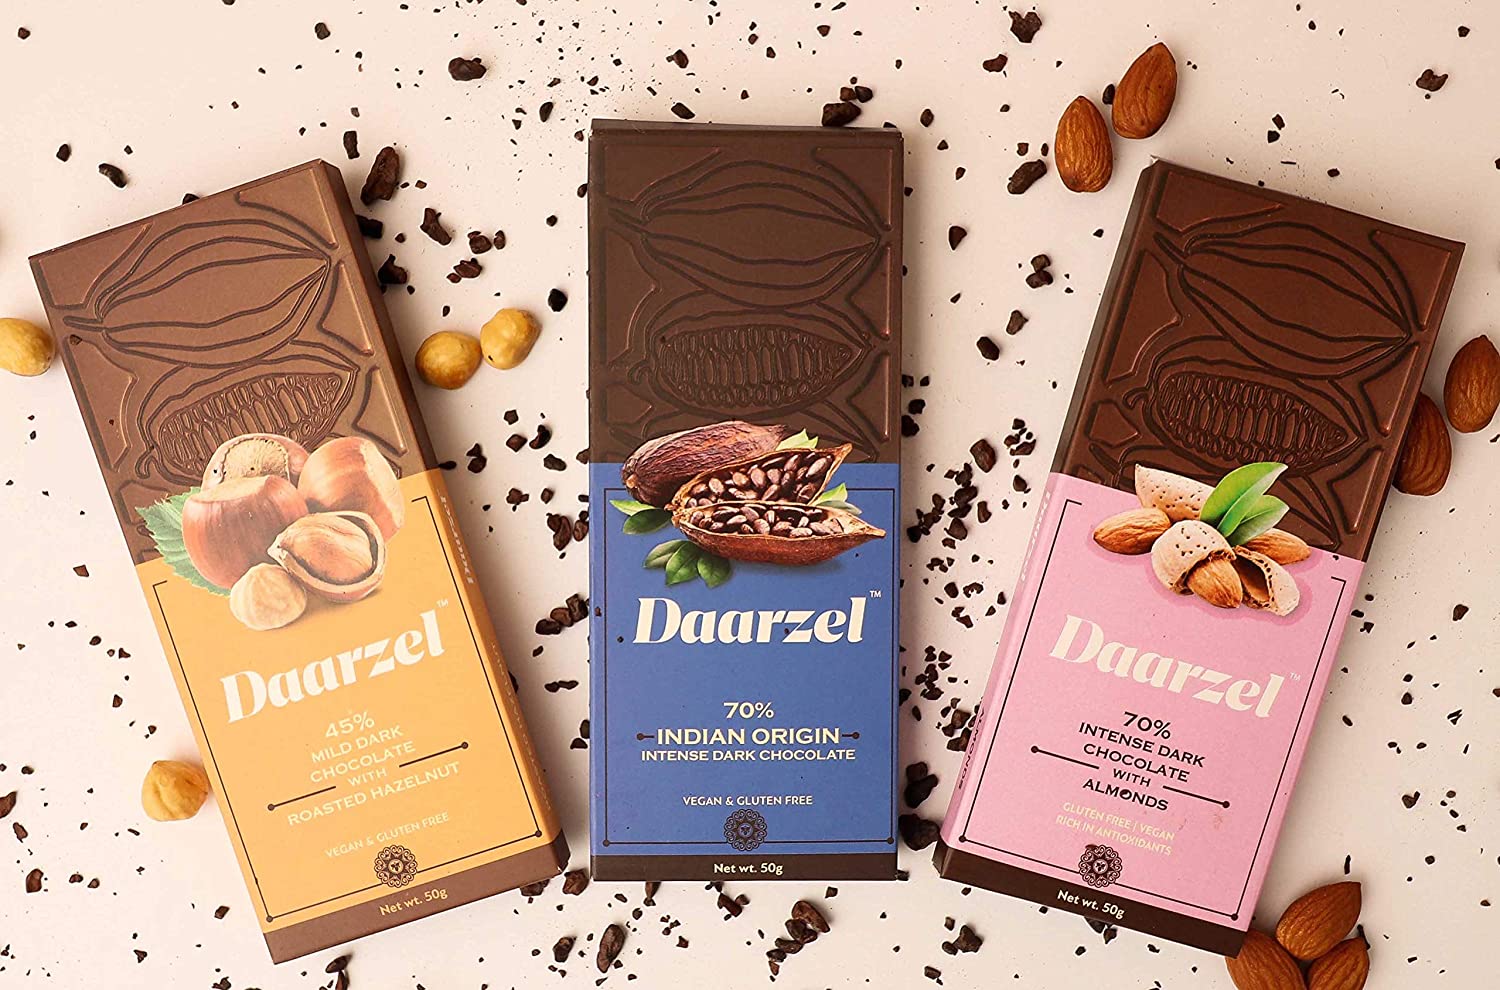 Daarzel™
45%
MILD DARK
CHOCOLATE
WITH
ROASTED HAZELNUT
VEGAN & GLUTEN FREE
Net wt. 50g
Daarzel™
70%
INDIAN ORIGIN
INTENSE DARK CHOCOLATE
VEGAN & GLUTEN FREE
Net wt. 50g
Daarzel™
70%
INTENSE DARK
CHOCOLATE
WITH
ALMONDS
GLUTEN FREE | VEGAN
RICH IN ANTIOXIDANTS
Net wt. 50g
ALMONDS